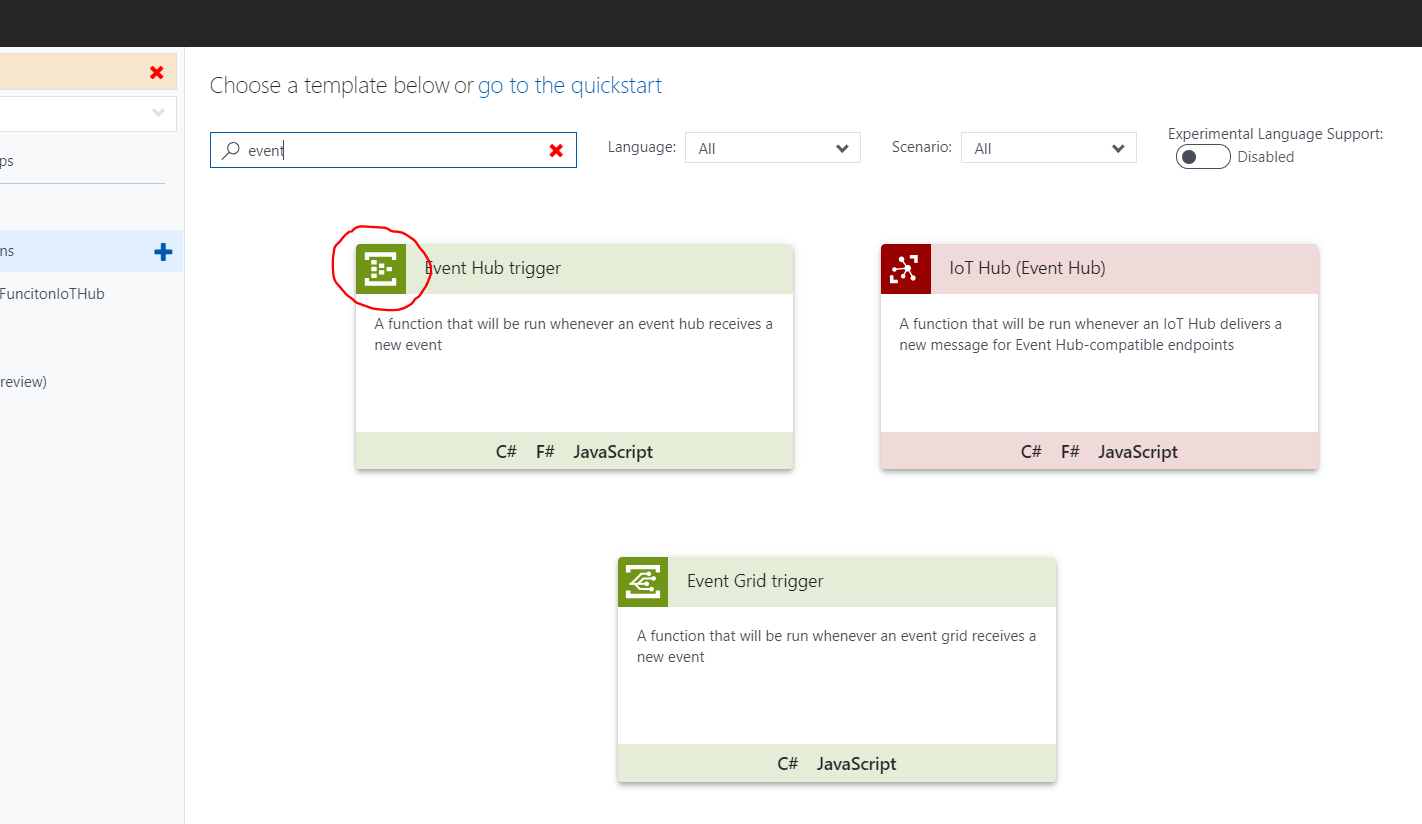 Choose a template below or go to the quickstart
event
Language: All
Scenario: All
Experimental Language Support:
Disabled
ps
ns
FuncitonIoTHub
review)
Event Hub trigger
A function that will be run whenever an event hub receives a
new event
C# F# JavaScript
IoT Hub (Event Hub)
A function that will be run whenever an IoT Hub delivers a
new message for Event Hub-compatible endpoints
C# F# JavaScript
Event Grid trigger
A function that will be run whenever an event grid receives a
new event
C# JavaScript